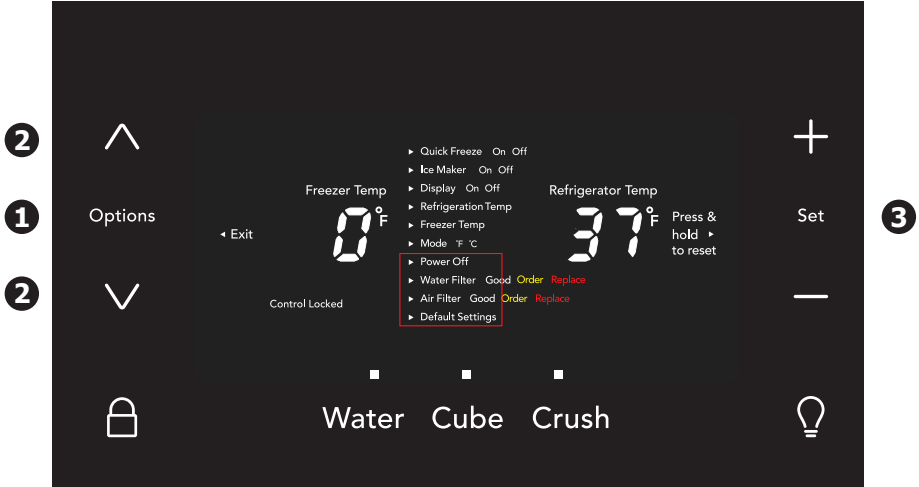 2
1
2
Options
◂ Exit
Freezer Temp
0°F
Control Locked
▸ Quick Freeze On Off
▸ Ice Maker On Off
▸ Display On Off
▸ Refrigeration Temp
▸ Freezer Temp
▸ Mode °F °C
▸ Power Off
▸ Water Filter Good Order Replace
▸ Air Filter Good Order Replace
▸ Default Settings
Refrigerator Temp
37°F
Press &
hold ▸
to reset
Set
3
Water Cube Crush